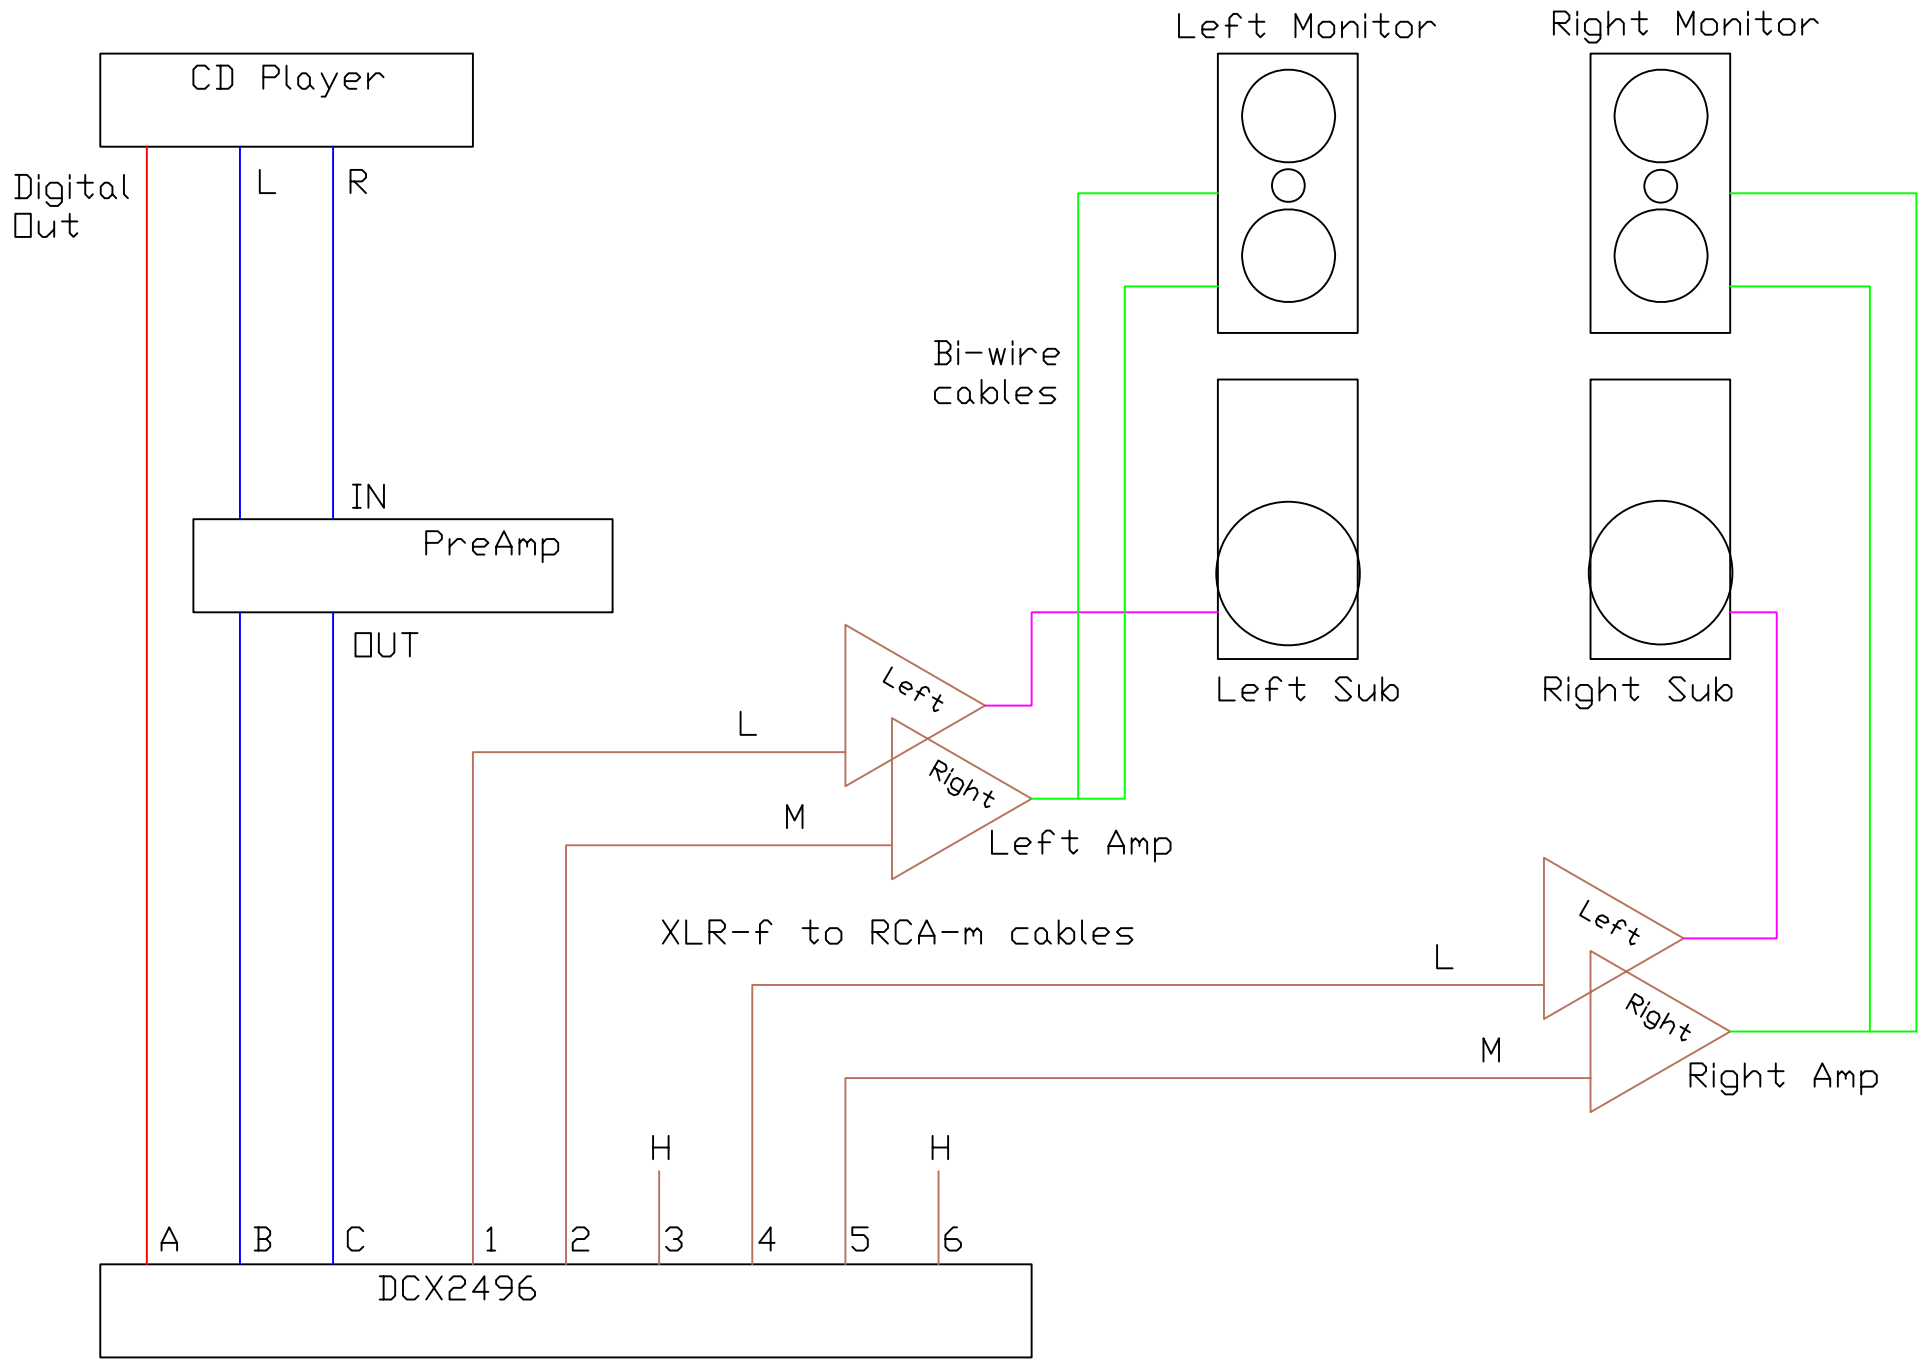 Left Monitor
Right Monitor
CD Player
Digital
Out
L
R
Bi-wire
cables
IN
PreAmp
OUT
Left
Left Sub
Right Sub
L
Right
M
Left Amp
XLR-f to RCA-m cables
Left
L
Right
M
Right Amp
H
H
A
B
C
1
2
3
4
5
6
DCX2496